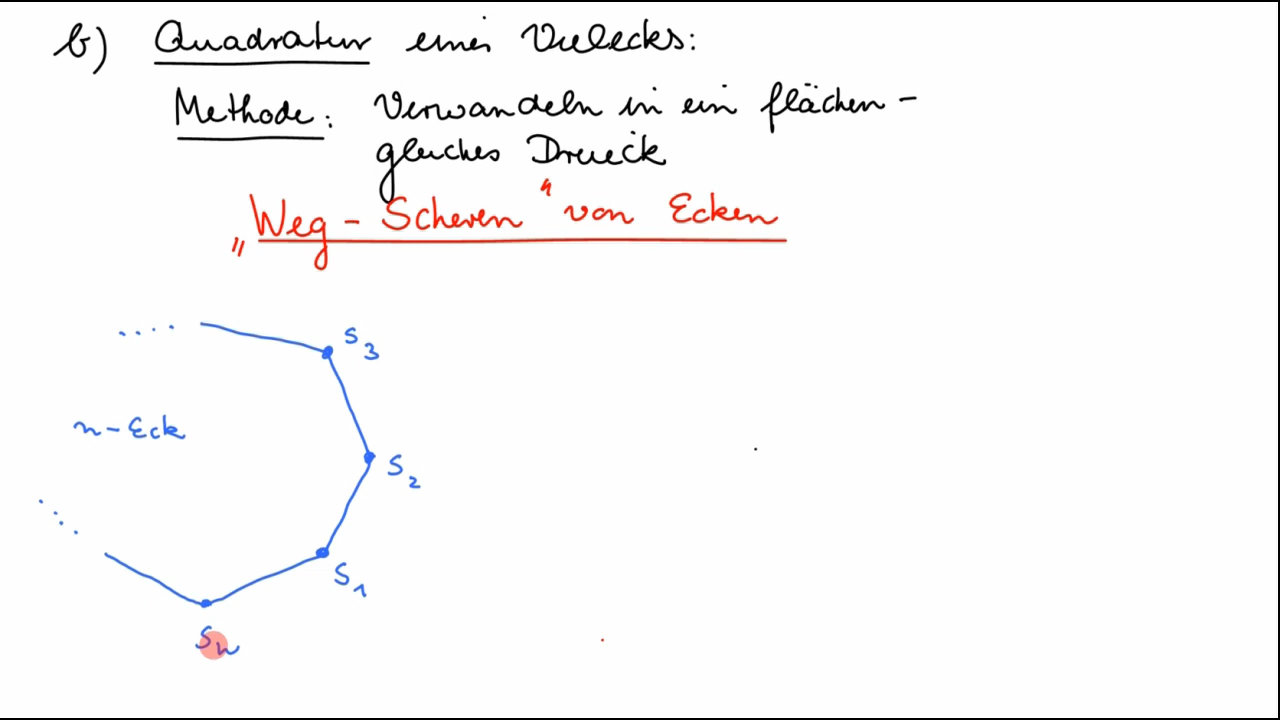 b) Quadratur eines Vielecks:
Methode: Verwandeln in ein flächen-
gleiches Dreieck
„Weg-Scheren“ von Ecken
.... S3
n-Eck
S2
S1
Sn